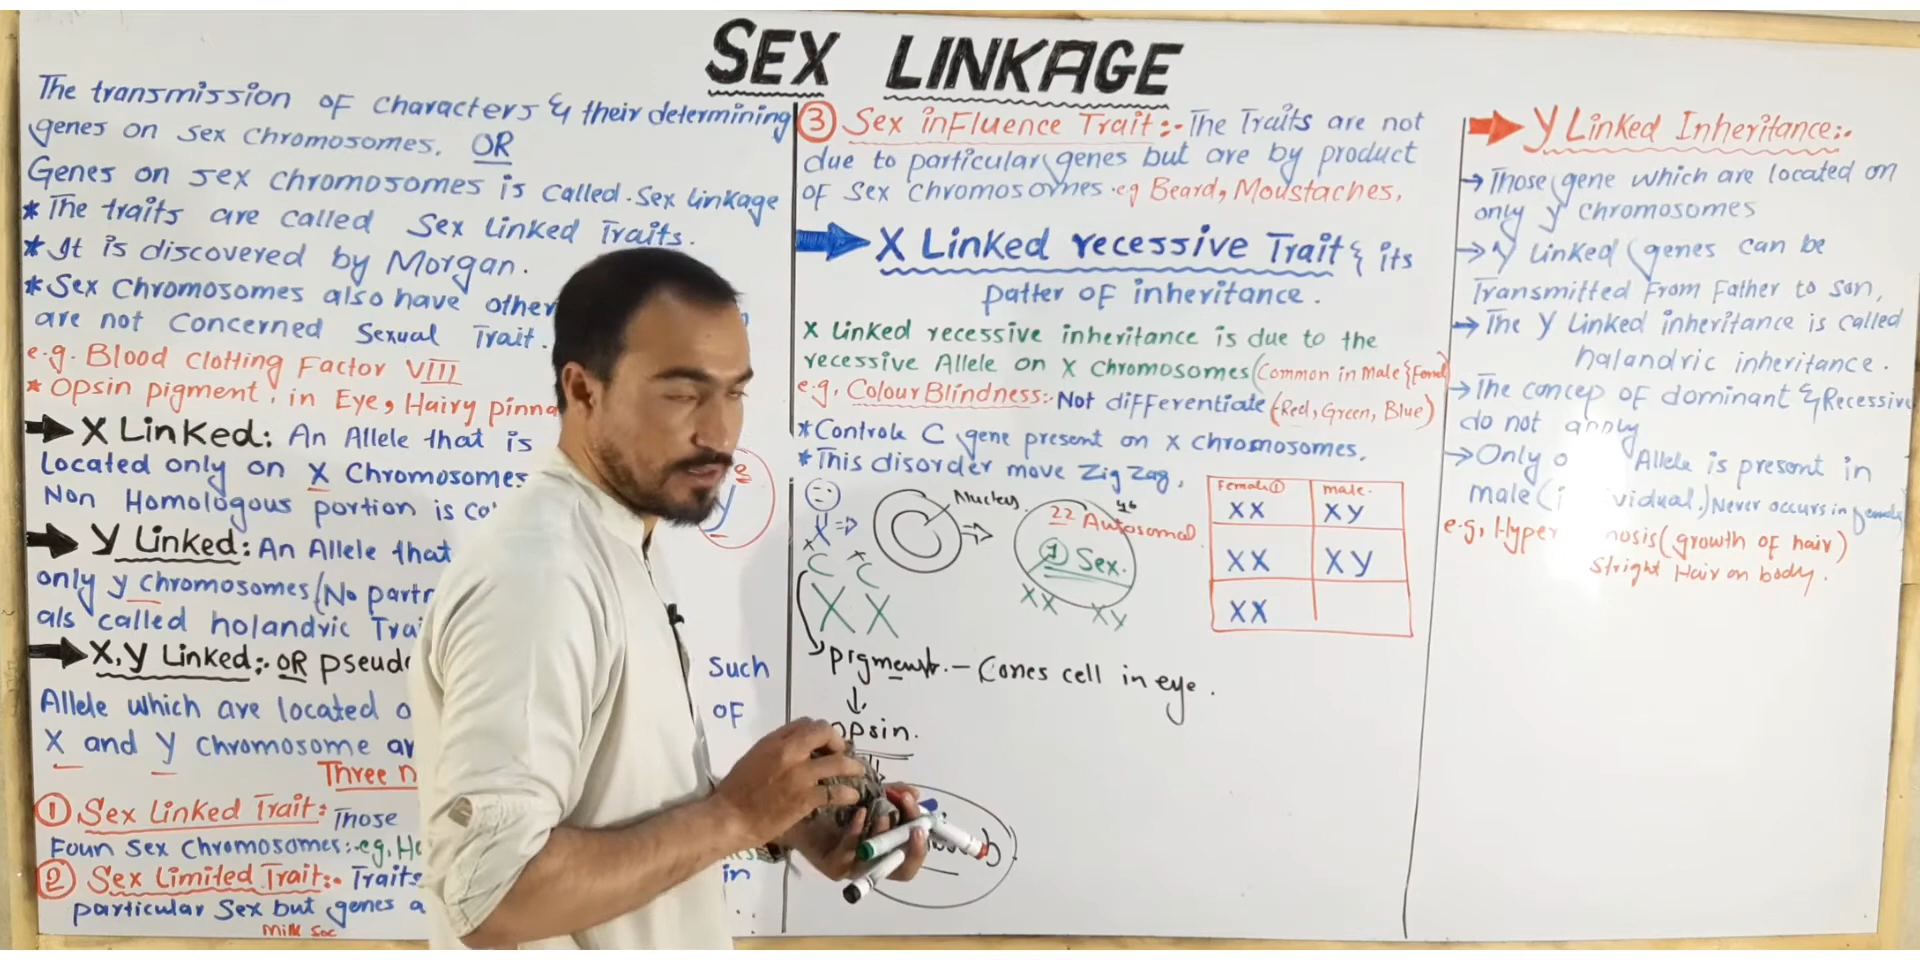 SEX LINKAGE
The transmission of characters & their determining
genes on sex chromosomes. OR
Genes on sex chromosomes is called. Sex linkage
* The traits are called Sex Linked Traits.
* It is discovered by Morgan.
* Sex chromosomes also have other
are not concerned Sexual Trait.
e.g. Blood clotting Factor VIII
* Opsin pigment. in Eye, Hairy pinna
X Linked: An Allele that is
Located only on X Chromosomes
Non Homologous portion is
Y Linked: An Allele that
only y chromosomes (No
als called holandric
X, Y Linked:. OR
Allele which are located
X and Y chromosome
Such
OF
Three
① Sex Linked Trait: Those
Foun sex chromosomes:-eg,
② Sex Limited Trait:- Traits
in
particular Sex but genes a
Milk
y
③ Sex inFluence Trait:- The Traits are not
due to particular genes but are by product
of sex chromosomes. eg Beard, Moustaches,
X Linked recessive Trait & its
patter of inheritance.
X Linked recessive inheritance is due to the
recessive Allele on X chromosomes (Common in Male &
e.g, Colour Blindness:- Not differentiate (Red, Green, Blue)
* Controle C gene present on x chromosomes.
* This disorder move Zig Zag.
Nucleus
46
22 Autosomal
① Sex.
C C
X X
XX XY
Female① male.
XX XY
XX XY
XX
pigment. - Cones cell in eye.
opsin.
Y Linked Inheritance:.
→ Those gene which are located on
only y chromosomes
→ Y Linked genes can be
Transmitted From Father to son,
→ The Y Linked inheritance is called
halandric inheritance.
→ The concep of dominant & Recessive
do not apply
→ Only Allele is present in
male ( Never occurs in
e.g, Hyper (growth of hair)
stright Hair on body.